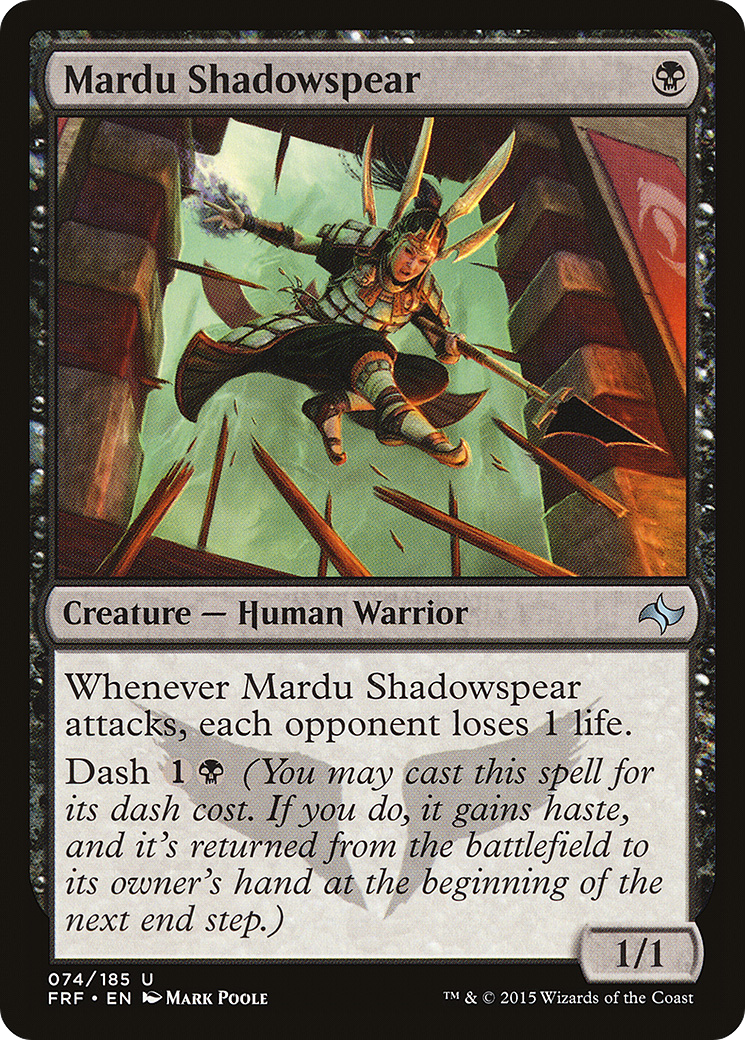 Mardu Shadowspear
Creature — Human Warrior
Whenever Mardu Shadowspear
attacks, each opponent loses 1 life.
Dash 1 (You may cast this spell for
its dash cost. If you do, it gains haste,
and it's returned from the battlefield to
its owner's hand at the beginning of the
next end step.)
1/1
074/185 U
FRF • EN Mark Poole
™ & © 2015 Wizards of the Coast